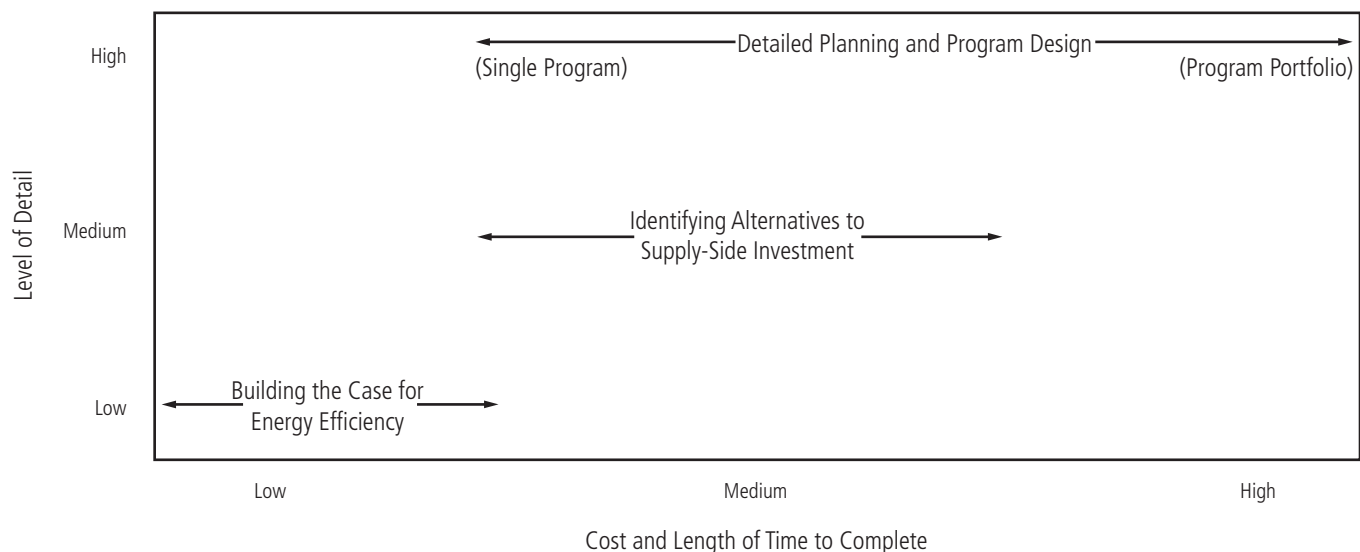 High
Detailed Planning and Program Design
(Single Program)
(Program Portfolio)
Level of Detail
Medium
Identifying Alternatives to
Supply-Side Investment
Low
Building the Case for
Energy Efficiency
Low
Medium
High
Cost and Length of Time to Complete